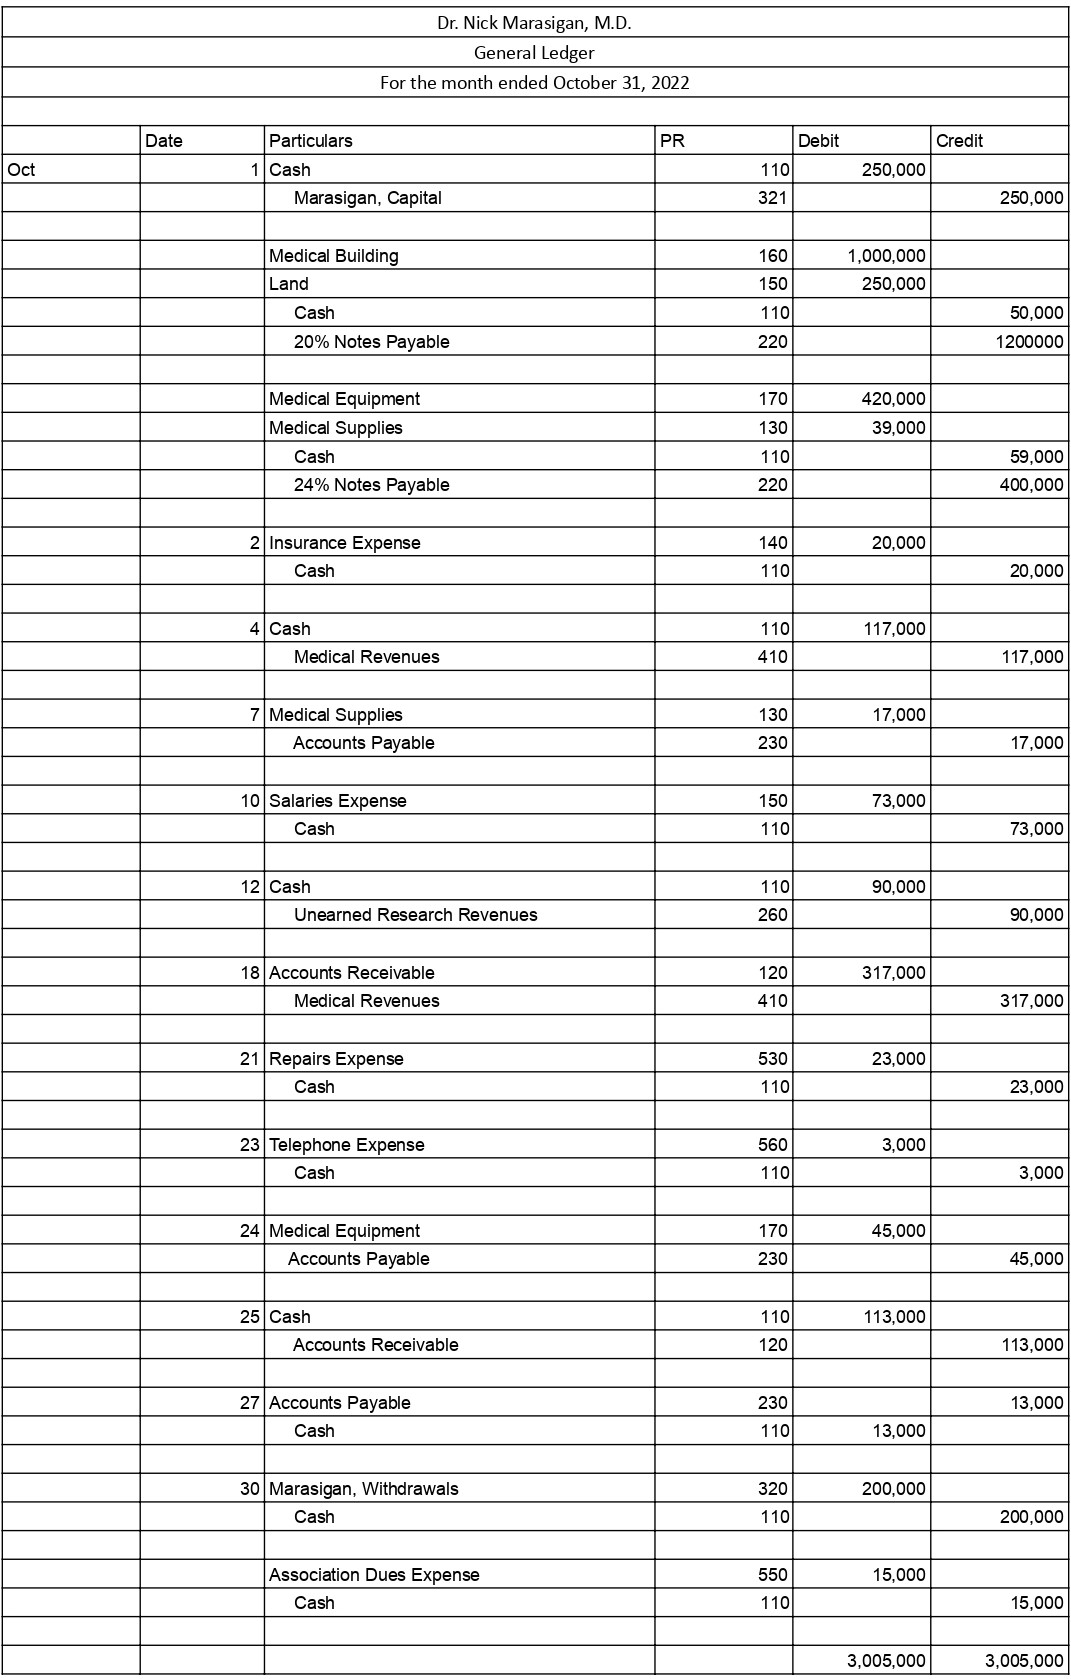 Dr. Nick Marasigan, M.D.
General Ledger
For the month ended October 31, 2022
Date Particulars PR Debit Credit
Oct 1 Cash 110 250,000
Marasigan, Capital 321 250,000
Medical Building 160 1,000,000
Land 150 250,000
Cash 110 50,000
20% Notes Payable 220 1200000
Medical Equipment 170 420,000
Medical Supplies 130 39,000
Cash 110 59,000
24% Notes Payable 220 400,000
2 Insurance Expense 140 20,000
Cash 110 20,000
4 Cash 110 117,000
Medical Revenues 410 117,000
7 Medical Supplies 130 17,000
Accounts Payable 230 17,000
10 Salaries Expense 150 73,000
Cash 110 73,000
12 Cash 110 90,000
Unearned Research Revenues 260 90,000
18 Accounts Receivable 120 317,000
Medical Revenues 410 317,000
21 Repairs Expense 530 23,000
Cash 110 23,000
23 Telephone Expense 560 3,000
Cash 110 3,000
24 Medical Equipment 170 45,000
Accounts Payable 230 45,000
25 Cash 110 113,000
Accounts Receivable 120 113,000
27 Accounts Payable 230 13,000
Cash 110 13,000
30 Marasigan, Withdrawals 320 200,000
Cash 110 200,000
Association Dues Expense 550 15,000
Cash 110 15,000
3,005,000 3,005,000